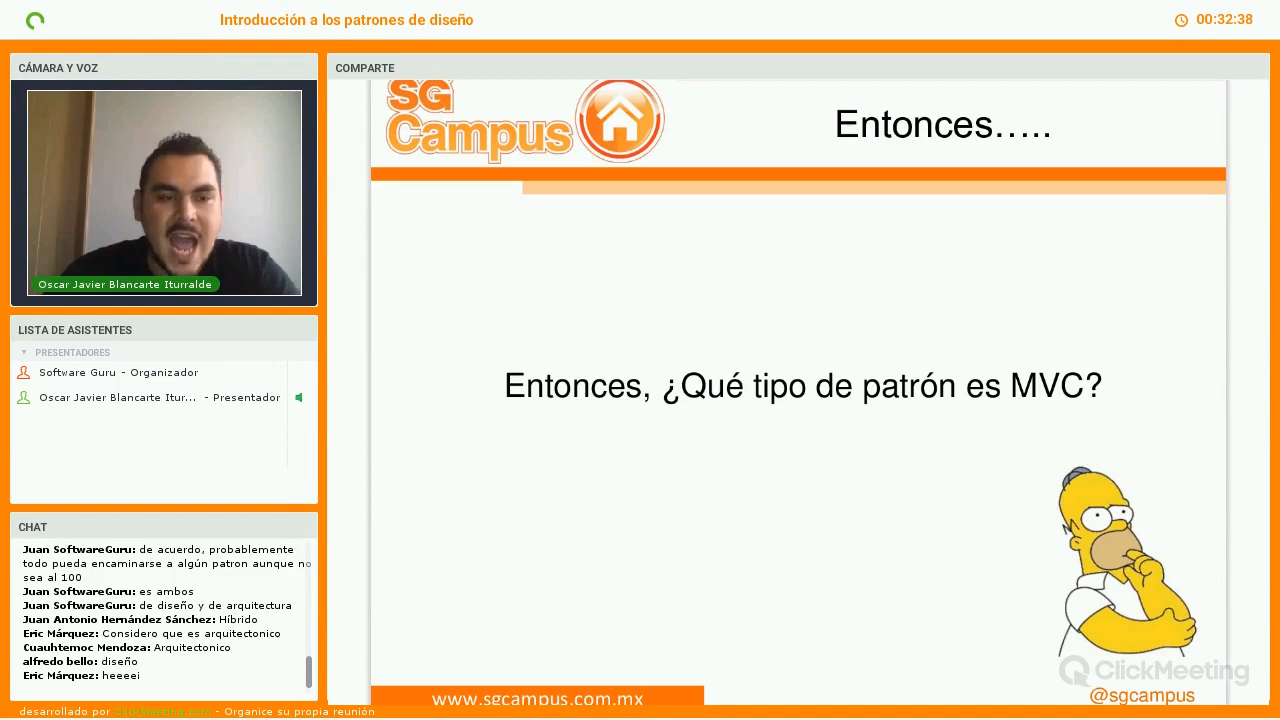 Introducción a los patrones de diseño
00:32:38
CÁMARA Y VOZ
Oscar Javier Blancarte Iturralde
LISTA DE ASISTENTES
PRESENTADORES
Software Guru - Organizador
Oscar Javier Blancarte Itur... - Presentador
CHAT
Juan SoftwareGuru: de acuerdo, probablemente
todo pueda encaminarse a algún patron aunque no
sea al 100
Juan SoftwareGuru: es ambos
Juan SoftwareGuru: de diseño y de arquitectura
Juan Antonio Hernández Sánchez: Híbrido
Eric Márquez: Considero que es arquitectonico
Cuauhtemoc Mendoza: Arquitectonico
alfredo bello: diseño
Eric Márquez: heeeei
desarrollado por ClickMeeting.com - Organice su propia reunión
COMPARTE
SG
Campus
Entonces…..
Entonces, ¿Qué tipo de patrón es MVC?
ClickMeeting
www.sgcampus.com.mx
@sgcampus